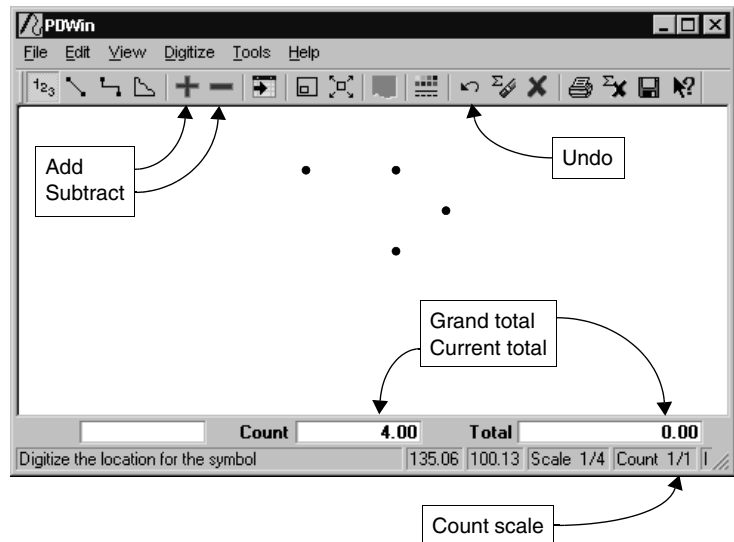 PDWin
File Edit View Digitize Tools Help
123
Add
Subtract
Undo
Grand total
Current total
Count 4.00 Total 0.00
Digitize the location for the symbol 135.06 100.13 Scale 1/4 Count 1/1
Count scale